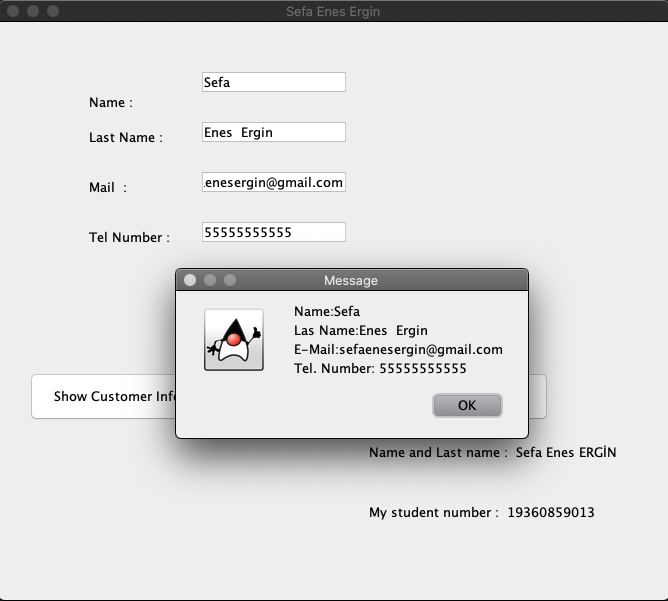 Sefa Enes Ergin
Name :
Sefa
Last Name :
Enes  Ergin
Mail  :
.enesergin@gmail.com
Tel Number :
55555555555
Message
Name:Sefa
Las Name:Enes  Ergin
E-Mail:sefaenesergin@gmail.com
Tel. Number: 55555555555
OK
Show Customer Info
Name and Last name :  Sefa Enes ERGİN
My student number :  19360859013